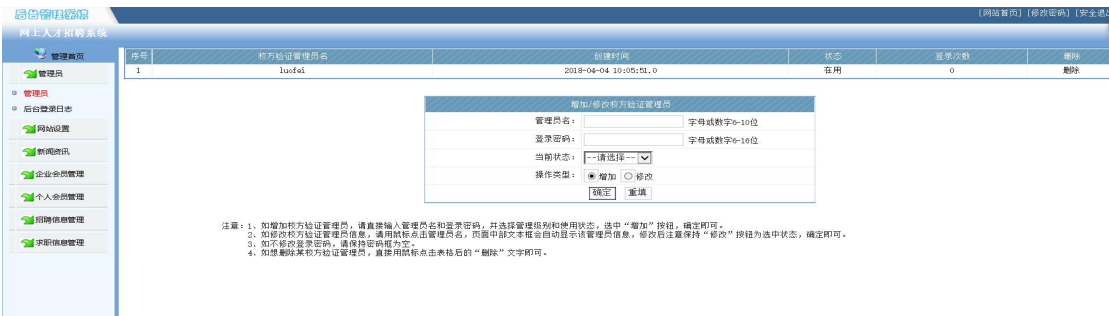 后台管理系统
[网站首页] [修改密码] [安全退出
网上人才招聘系统
管理首页
管理员
管理员
后台登录日志
网站设置
新闻资讯
企业会员管理
个人会员管理
招聘信息管理
求职信息管理
序号 校方验证管理员名 创建时间 状态 登录次数 删除
1 luofei 2018-04-04 10:05:51.0 在用 0 删除
增加/修改校方验证管理员
管理员名: 字母或数字6-10位
登录密码: 字母或数字6-16位
当前状态: --请选择--
操作类型: 增加 修改
确定 重填
注意:1、如增加校方验证管理员,请直接输入管理员名和登录密码,并选择管理级别和使用状态,选中“增加”按钮,确定即可。
2、如修改校方验证管理员信息,请用鼠标点击管理员名,页面中部文本框会自动显示该管理员信息,修改后注意保持“修改”按钮为选中状态,确定即可。
3、如不修改登录密码,请保持密码框为空。
4、如想删除某校方验证管理员,直接用鼠标点击表格后的“删除”文字即可。